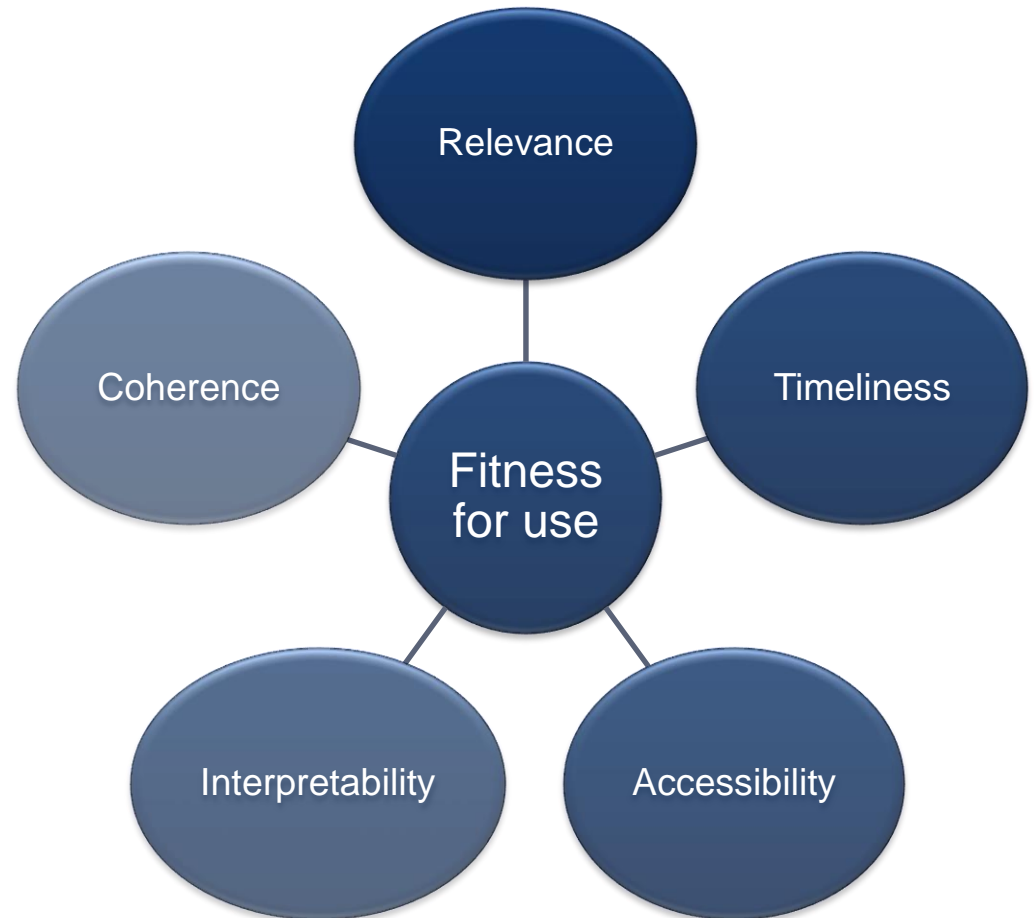 Relevance
Coherence
Timeliness
Fitness
for use
Interpretability
Accessibility